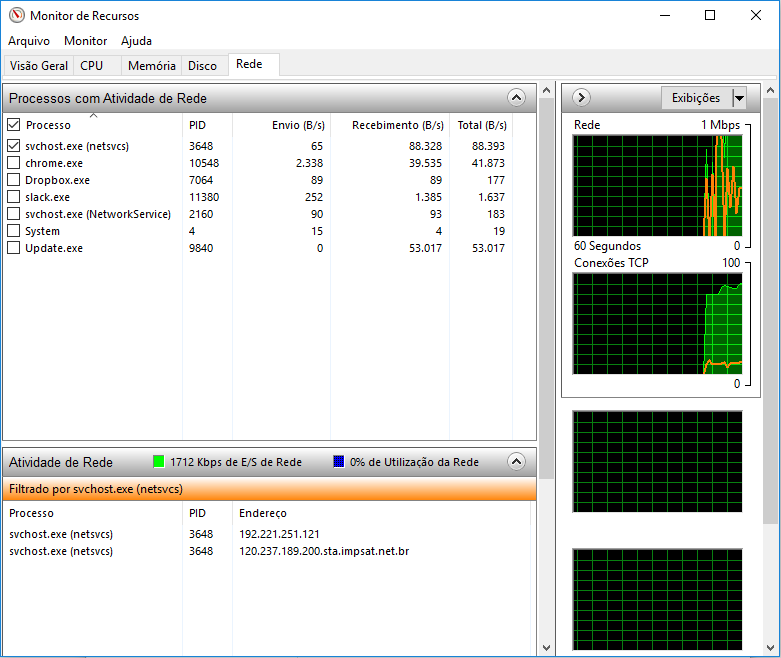 Monitor de Recursos
Arquivo Monitor Ajuda
Visão Geral CPU Memória Disco Rede
Processos com Atividade de Rede
Processo PID Envio (B/s) Recebimento (B/s) Total (B/s)
svchost.exe (netsvcs) 3648 65 88.328 88.393
chrome.exe 10548 2.338 39.535 41.873
Dropbox.exe 7064 89 89 177
slack.exe 11380 252 1.385 1.637
svchost.exe (NetworkService) 2160 90 93 183
System 4 15 4 19
Update.exe 9840 0 53.017 53.017
Atividade de Rede 1712 Kbps de E/S de Rede 0% de Utilização da Rede
Filtrado por svchost.exe (netsvcs)
Processo PID Endereço
svchost.exe (netsvcs) 3648 192.221.251.121
svchost.exe (netsvcs) 3648 120.237.189.200.sta.impsat.net.br
Exibições
Rede 1 Mbps
60 Segundos 0
Conexões TCP 100
0